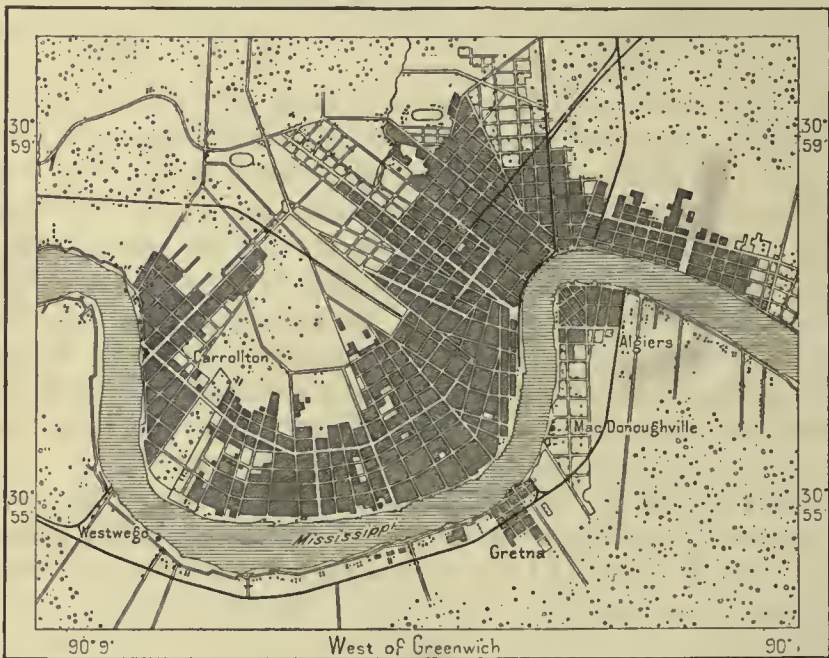 30°
59'
30°
59'
Carrollton
Algiers
Mac Donoughville
30°
55'
30°
55'
Westwego
Mississippi
Gretna
90° 9'
West of Greenwich
90°